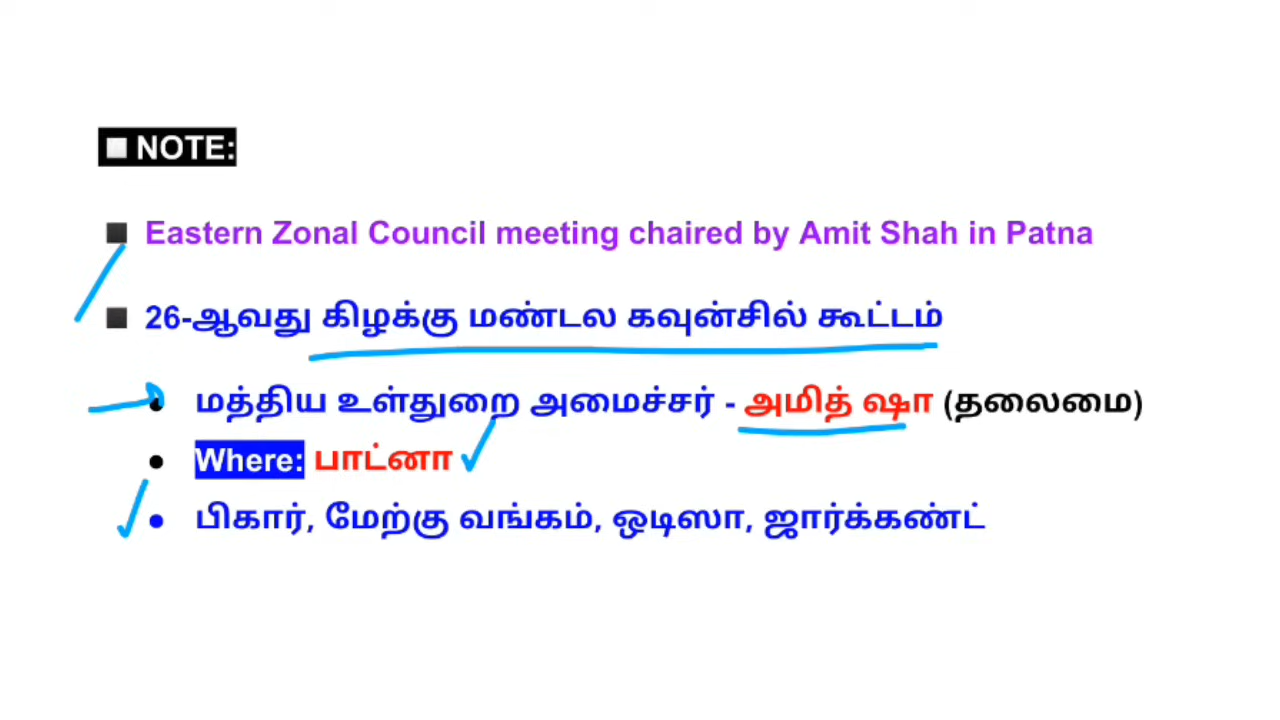 NOTE:
Eastern Zonal Council meeting chaired by Amit Shah in Patna
26-ஆவது கிழக்கு மண்டல கவுன்சில் கூட்டம்
மத்திய உள்துறை அமைச்சர் - அமித் ஷா (தலைமை)
Where: பாட்னா
பிகார், மேற்கு வங்கம், ஒடிஸா, ஜார்க்கண்ட்